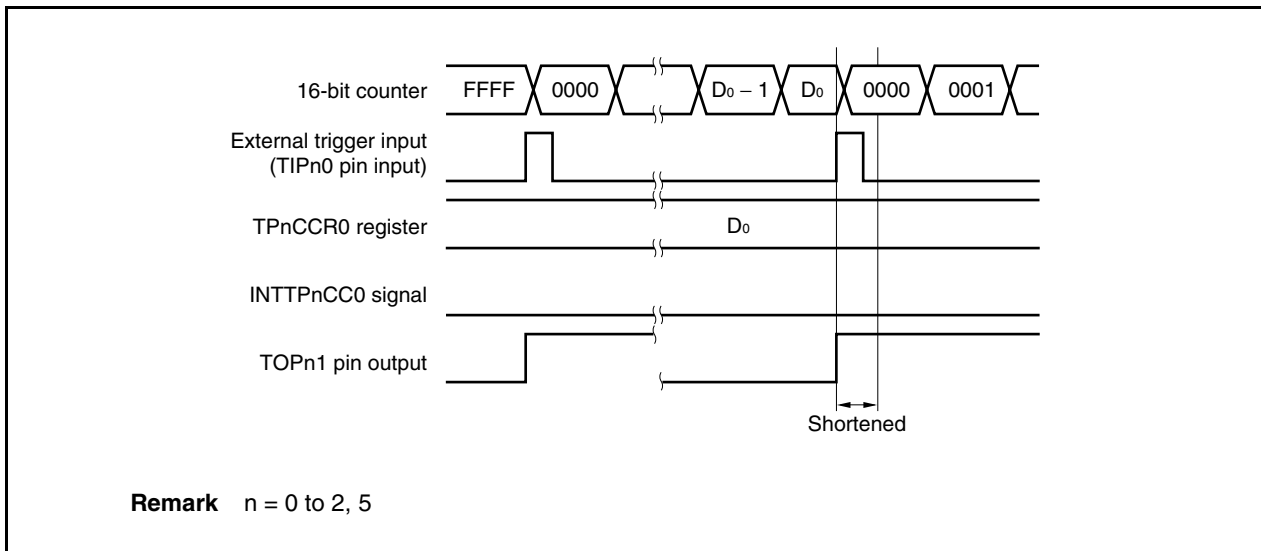 16-bit counter FFFF 0000 D₀ − 1 D₀ 0000 0001
External trigger input
(TIPn0 pin input)
TPnCCR0 register D₀
INTTPnCC0 signal
TOPn1 pin output
Shortened
Remark n = 0 to 2, 5